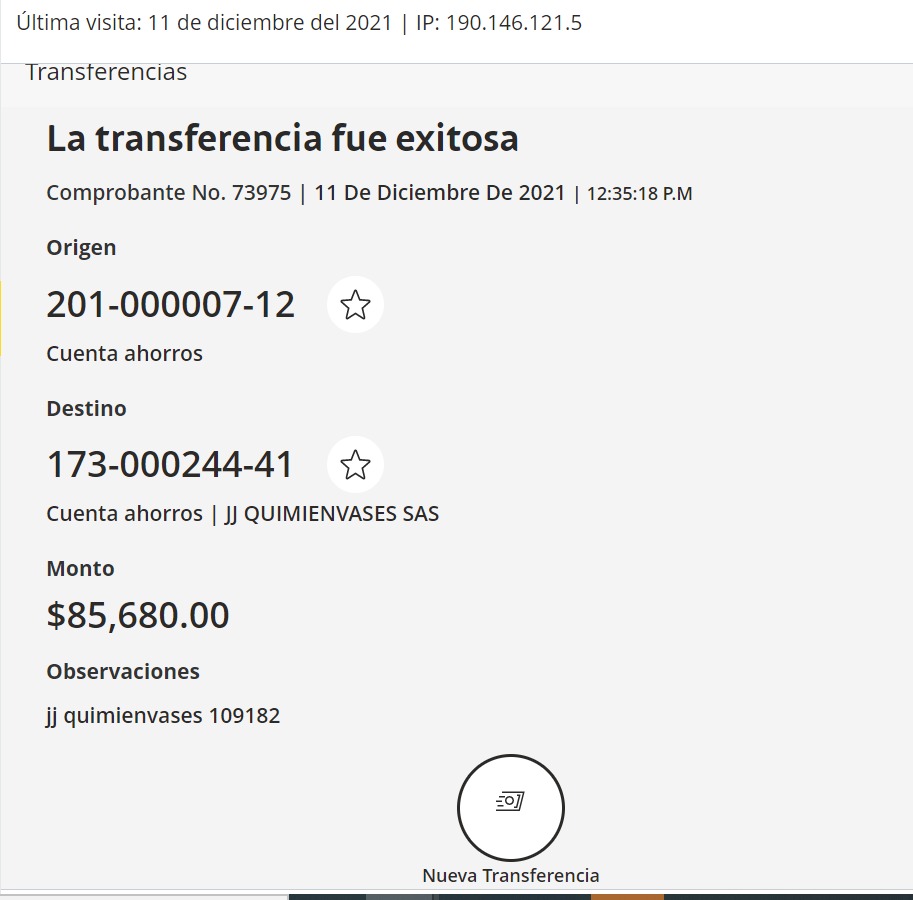 Última visita: 11 de diciembre del 2021 | IP: 190.146.121.5
Transferencias
La transferencia fue exitosa
Comprobante No. 73975 | 11 De Diciembre De 2021 | 12:35:18 P.M
Origen
201-000007-12
Cuenta ahorros
Destino
173-000244-41
Cuenta ahorros | JJ QUIMIENVASES SAS
Monto
$85,680.00
Observaciones
jj quimienvases 109182
Nueva Transferencia